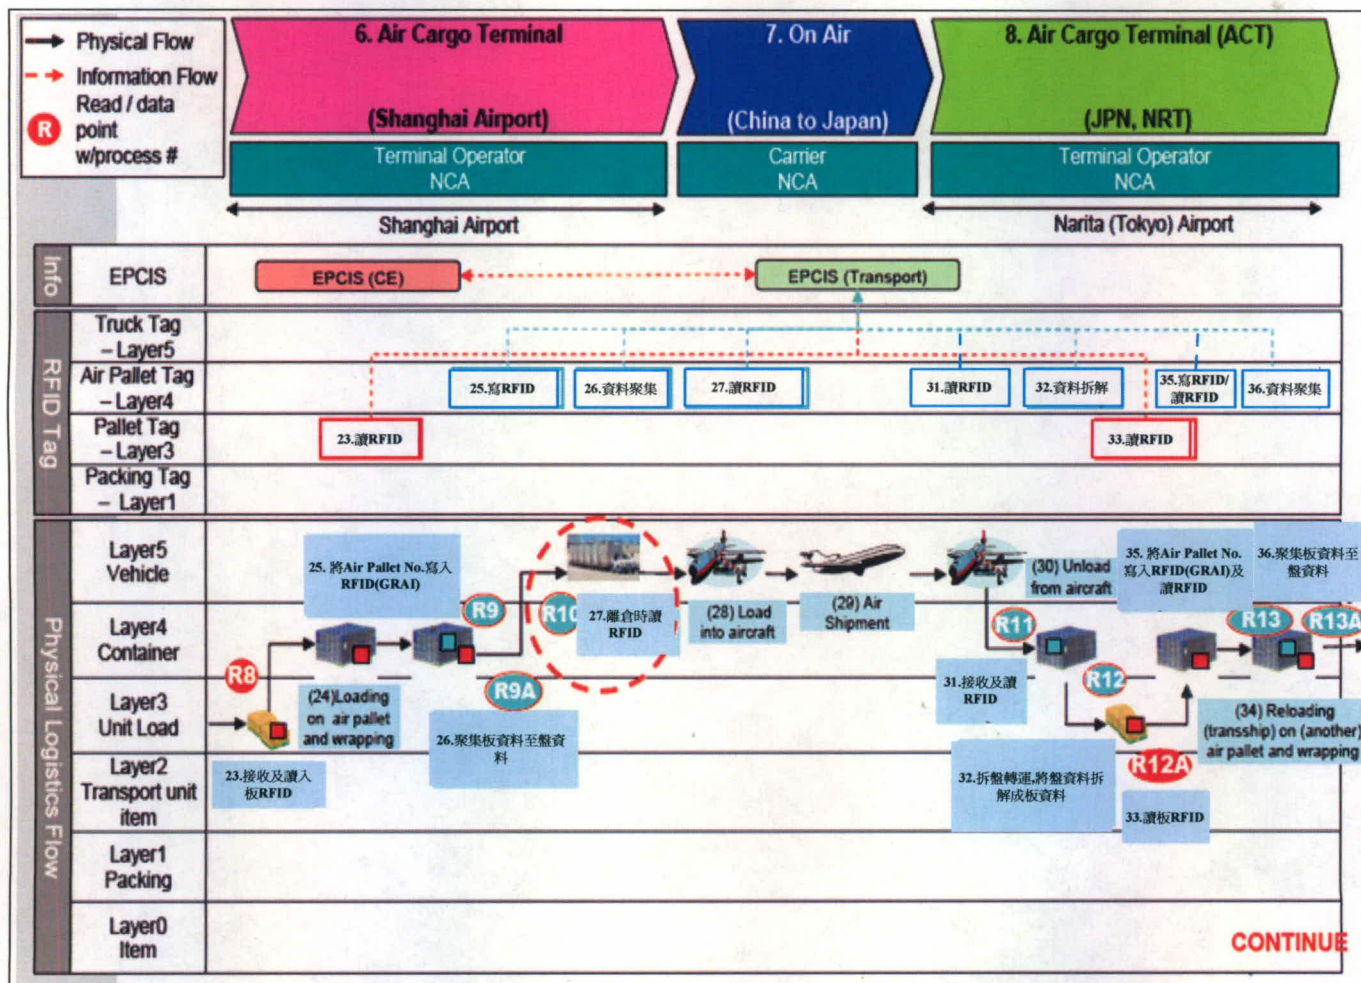 Physical Flow
Information Flow
Read / data
point
w/process #
R
6. Air Cargo Terminal
(Shanghai Airport)
7. On Air
(China to Japan)
8. Air Cargo Terminal (ACT)
(JPN, NRT)
Terminal Operator
NCA
Carrier
NCA
Terminal Operator
NCA
Shanghai Airport
Narita (Tokyo) Airport
Info
EPCIS
EPCIS (CE)
EPCIS (Transport)
RFID Tag
Truck Tag
– Layer5
Air Pallet Tag
– Layer4
25.寫RFID
26.資料聚集
27.讀RFID
31.讀RFID
32.資料拆解
35.寫RFID/
讀RFID
36.資料聚集
Pallet Tag
– Layer3
23.讀RFID
33.讀RFID
Packing Tag
– Layer1
Physical Logistics Flow
Layer5
Vehicle
25. 將Air Pallet No.寫入
RFID(GRAI)
(30) Unload
from aircraft
35. 將Air Pallet No.
寫入RFID(GRAI)及
讀RFID
36.聚集板資料至
盤資料
R9
R10
27.離倉時讀
RFID
(28) Load
into aircraft
(29) Air
Shipment
R11
R13
R13A
Layer4
Container
R8
R9A
R12
31.接收及讀
RFID
Layer3
Unit Load
(24)Loading
on air pallet
and wrapping
26.聚集板資料至盤資
料
(34) Reloading
(transship) on (another)
air pallet and wrapping
R12A
Layer2
Transport unit
item
23.接收及讀入
板RFID
32.拆盤轉運,將盤資料拆
解成板資料
33.讀板RFID
Layer1
Packing
Layer0
Item
CONTINUE